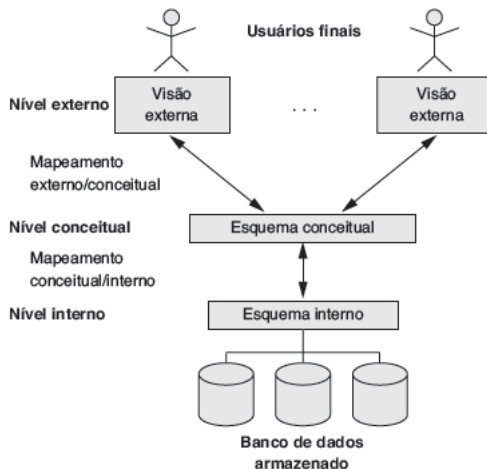 Usuários finais
Nível externo
Visão
externa
. . .
Visão
externa
Mapeamento
externo/conceitual
Nível conceitual
Esquema conceitual
Mapeamento
conceitual/interno
Nível interno
Esquema interno
Banco de dados
armazenado